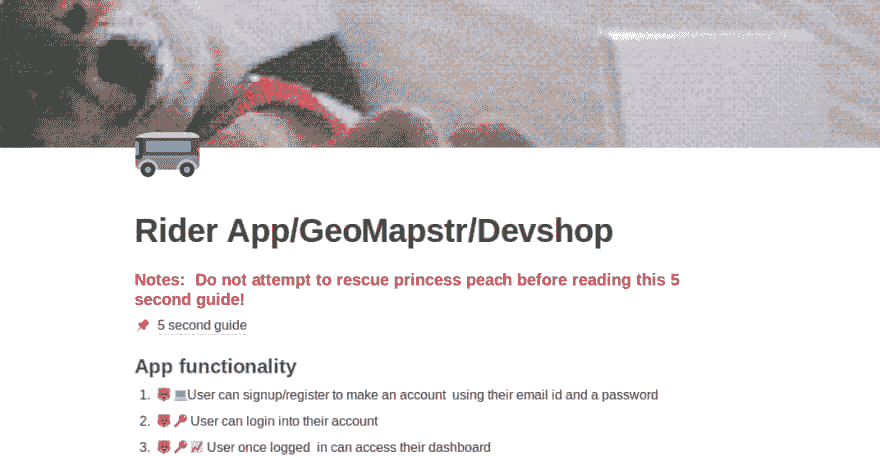 Rider App/GeoMapstr/Devshop
Notes:  Do not attempt to rescue princess peach before reading this 5
second guide!
5 second guide
App functionality
1. User can signup/register to make an account  using their email id and a password
2. User can login into their account
3. User once logged  in can access their dashboard